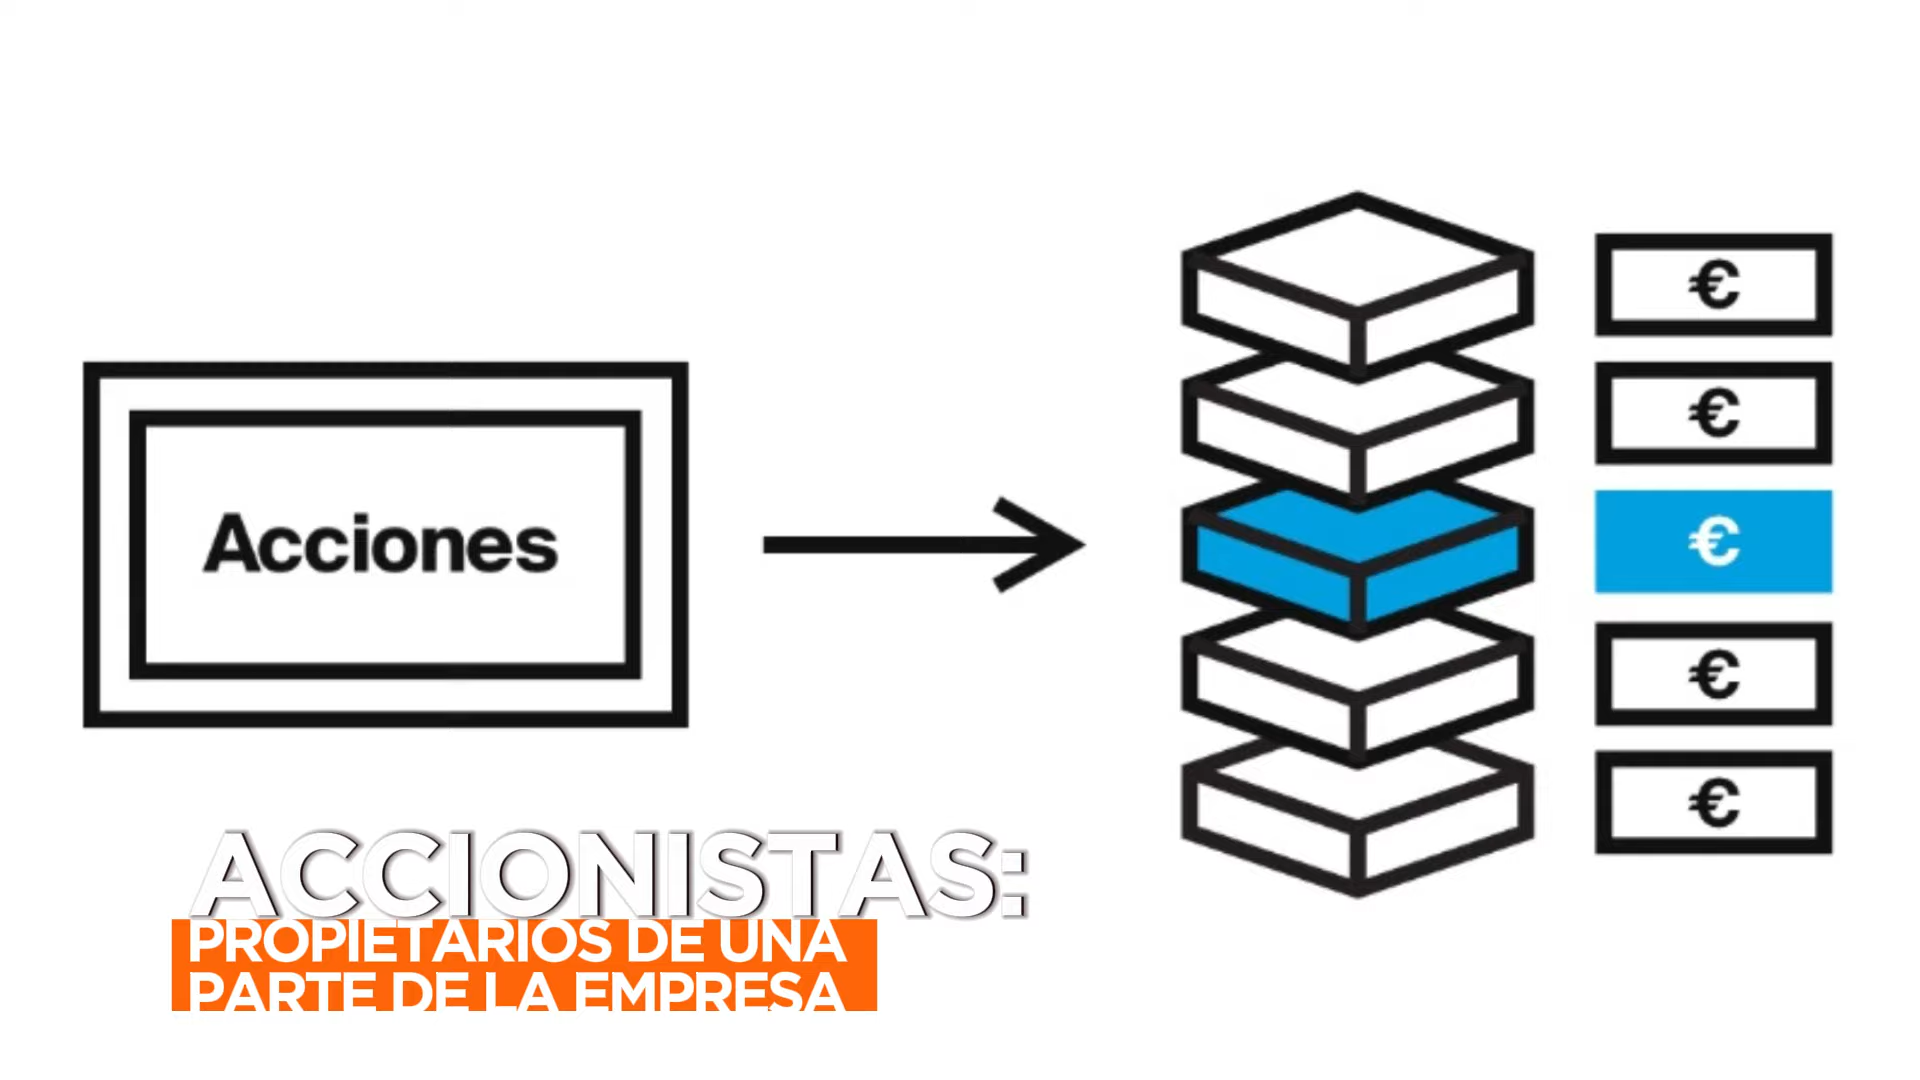 Acciones
€
€
€
€
€
ACCIONISTAS:
PROPIETARIOS DE UNA
PARTE DE LA EMPRESA